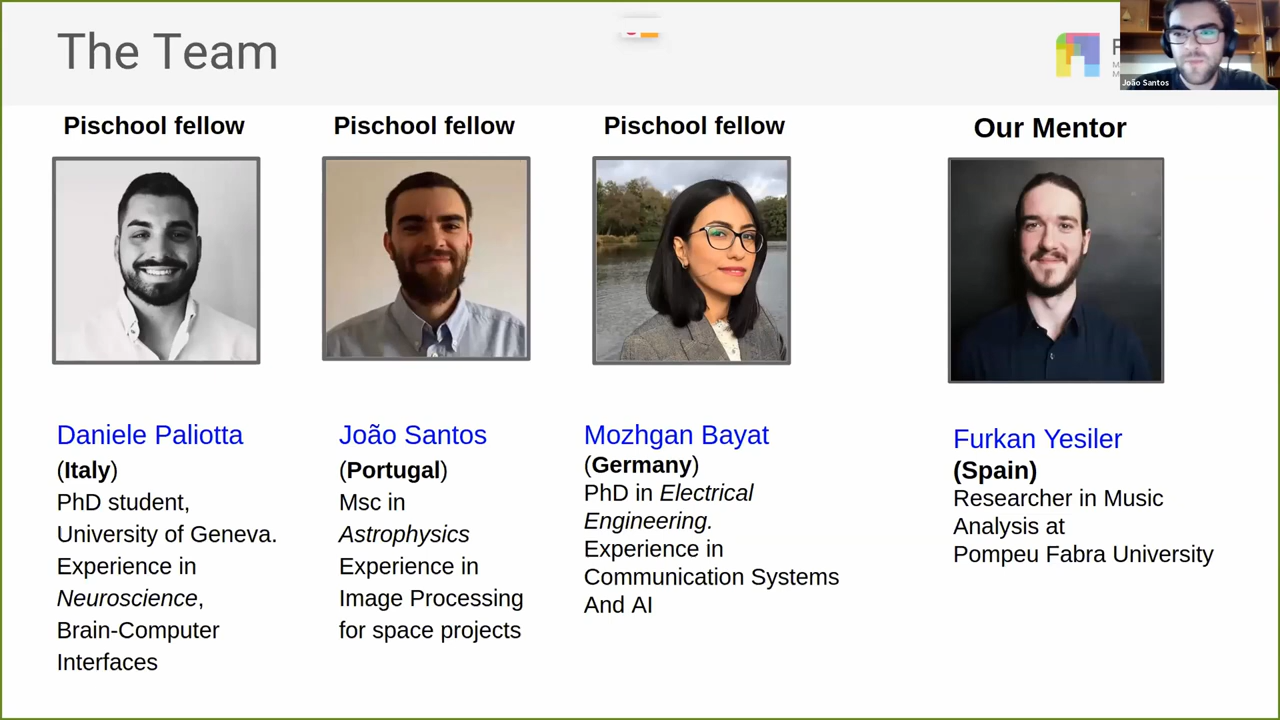 The Team
João Santos
Pischool fellow
Pischool fellow
Pischool fellow
Our Mentor
Daniele Paliotta
(Italy)
PhD student,
University of Geneva.
Experience in
Neuroscience,
Brain-Computer
Interfaces
João Santos
(Portugal)
Msc in
Astrophysics
Experience in
Image Processing
for space projects
Mozhgan Bayat
(Germany)
PhD in Electrical
Engineering.
Experience in
Communication Systems
And AI
Furkan Yesiler
(Spain)
Researcher in Music
Analysis at
Pompeu Fabra University